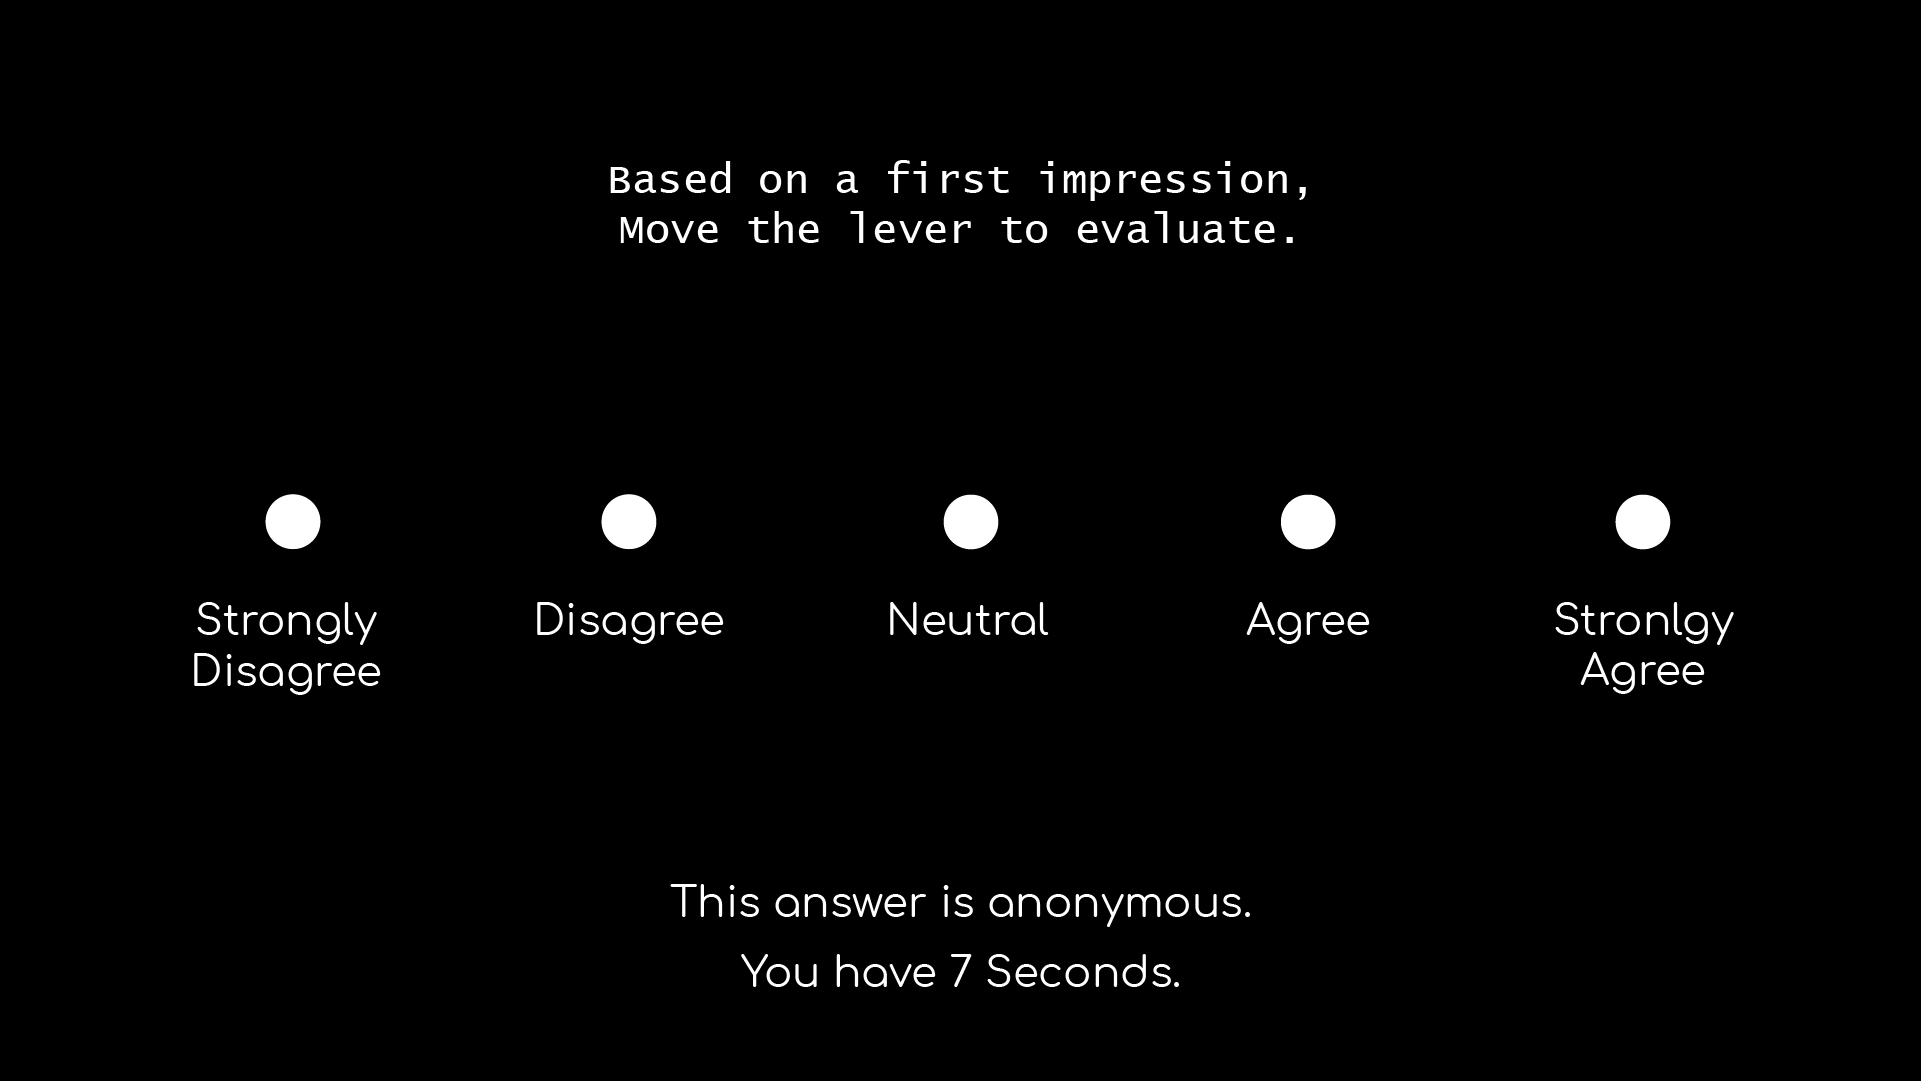 Based on a first impression,
Move the lever to evaluate.
Strongly
Disagree
Disagree
Neutral
Agree
Stronlgy
Agree
This answer is anonymous.
You have 7 Seconds.